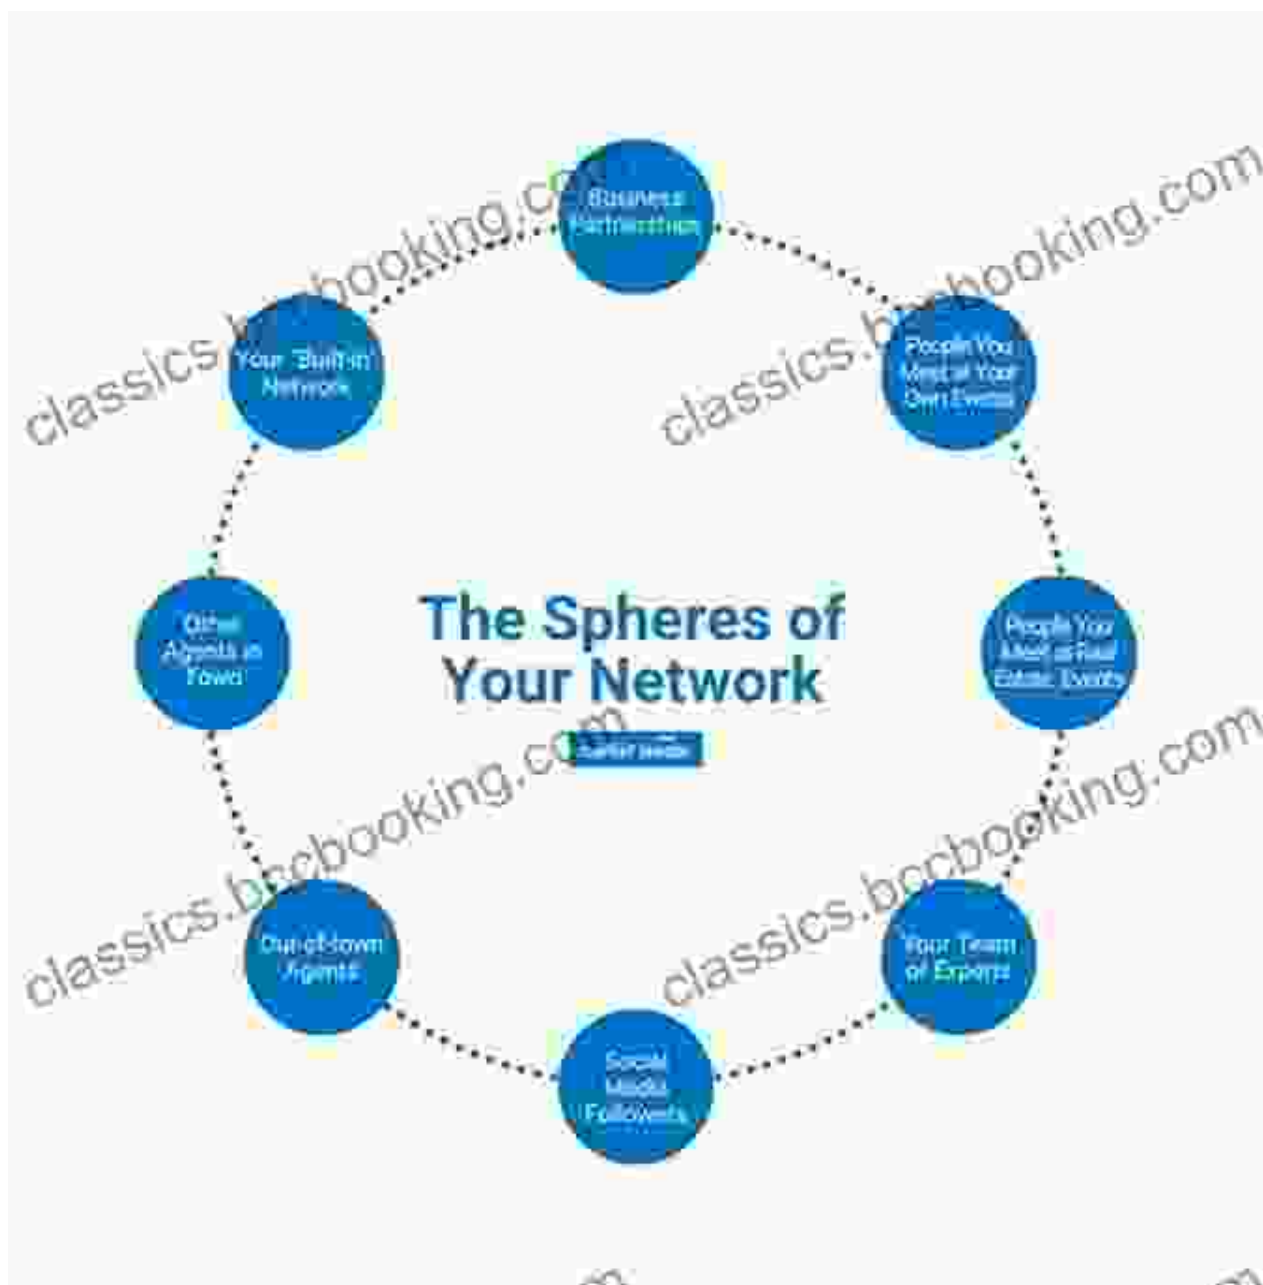 Business
Partnerships
Your "Built-in"
Network
People You
Meet at Your
Own Events
Other
Agents in
Town
The Spheres of
Your Network
People You
Meet at Real
Estate Events
Out-of-town
Agents
Your Team
of Experts
Social
Media
Followers
classics.bccbooking.com
classics.bccbooking.com
classics.bccbooking.com
classics.bccbooking.com